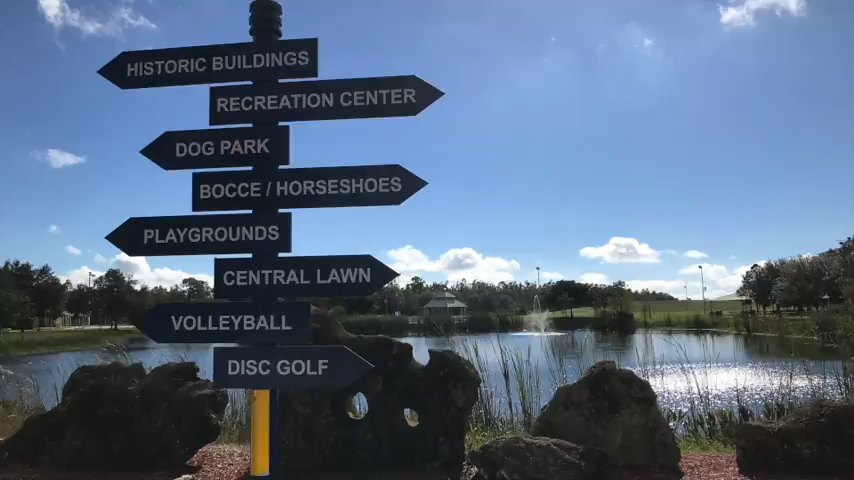 HISTORIC BUILDINGS
RECREATION CENTER
DOG PARK
BOCCE / HORSESHOES
PLAYGROUNDS
CENTRAL LAWN
VOLLEYBALL
DISC GOLF